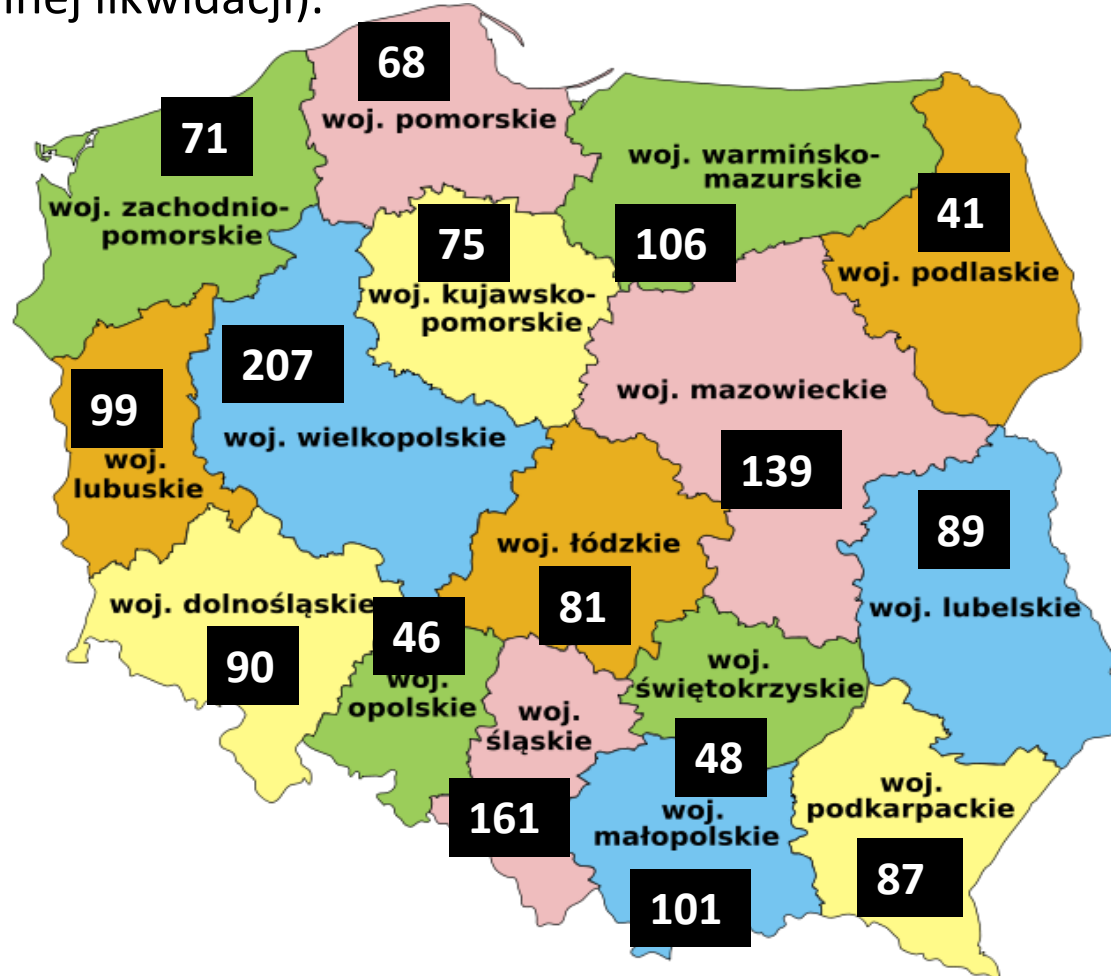 nnej likwidacji).
68
woj. pomorskie
71
woj. zachodnio-
pomorskie
woj. warmińsko-
mazurskie
106
41
woj. podlaskie
75
woj. kujawsko-
pomorskie
207
woj. wielkopolskie
99
woj.
lubuskie
woj. mazowieckie
139
woj. łódzkie
81
89
woj. lubelskie
woj. dolnośląskie
90
46
woj.
opolskie
woj.
śląskie
161
woj.
świętokrzyskie
48
woj.
małopolskie
101
woj.
podkarpackie
87